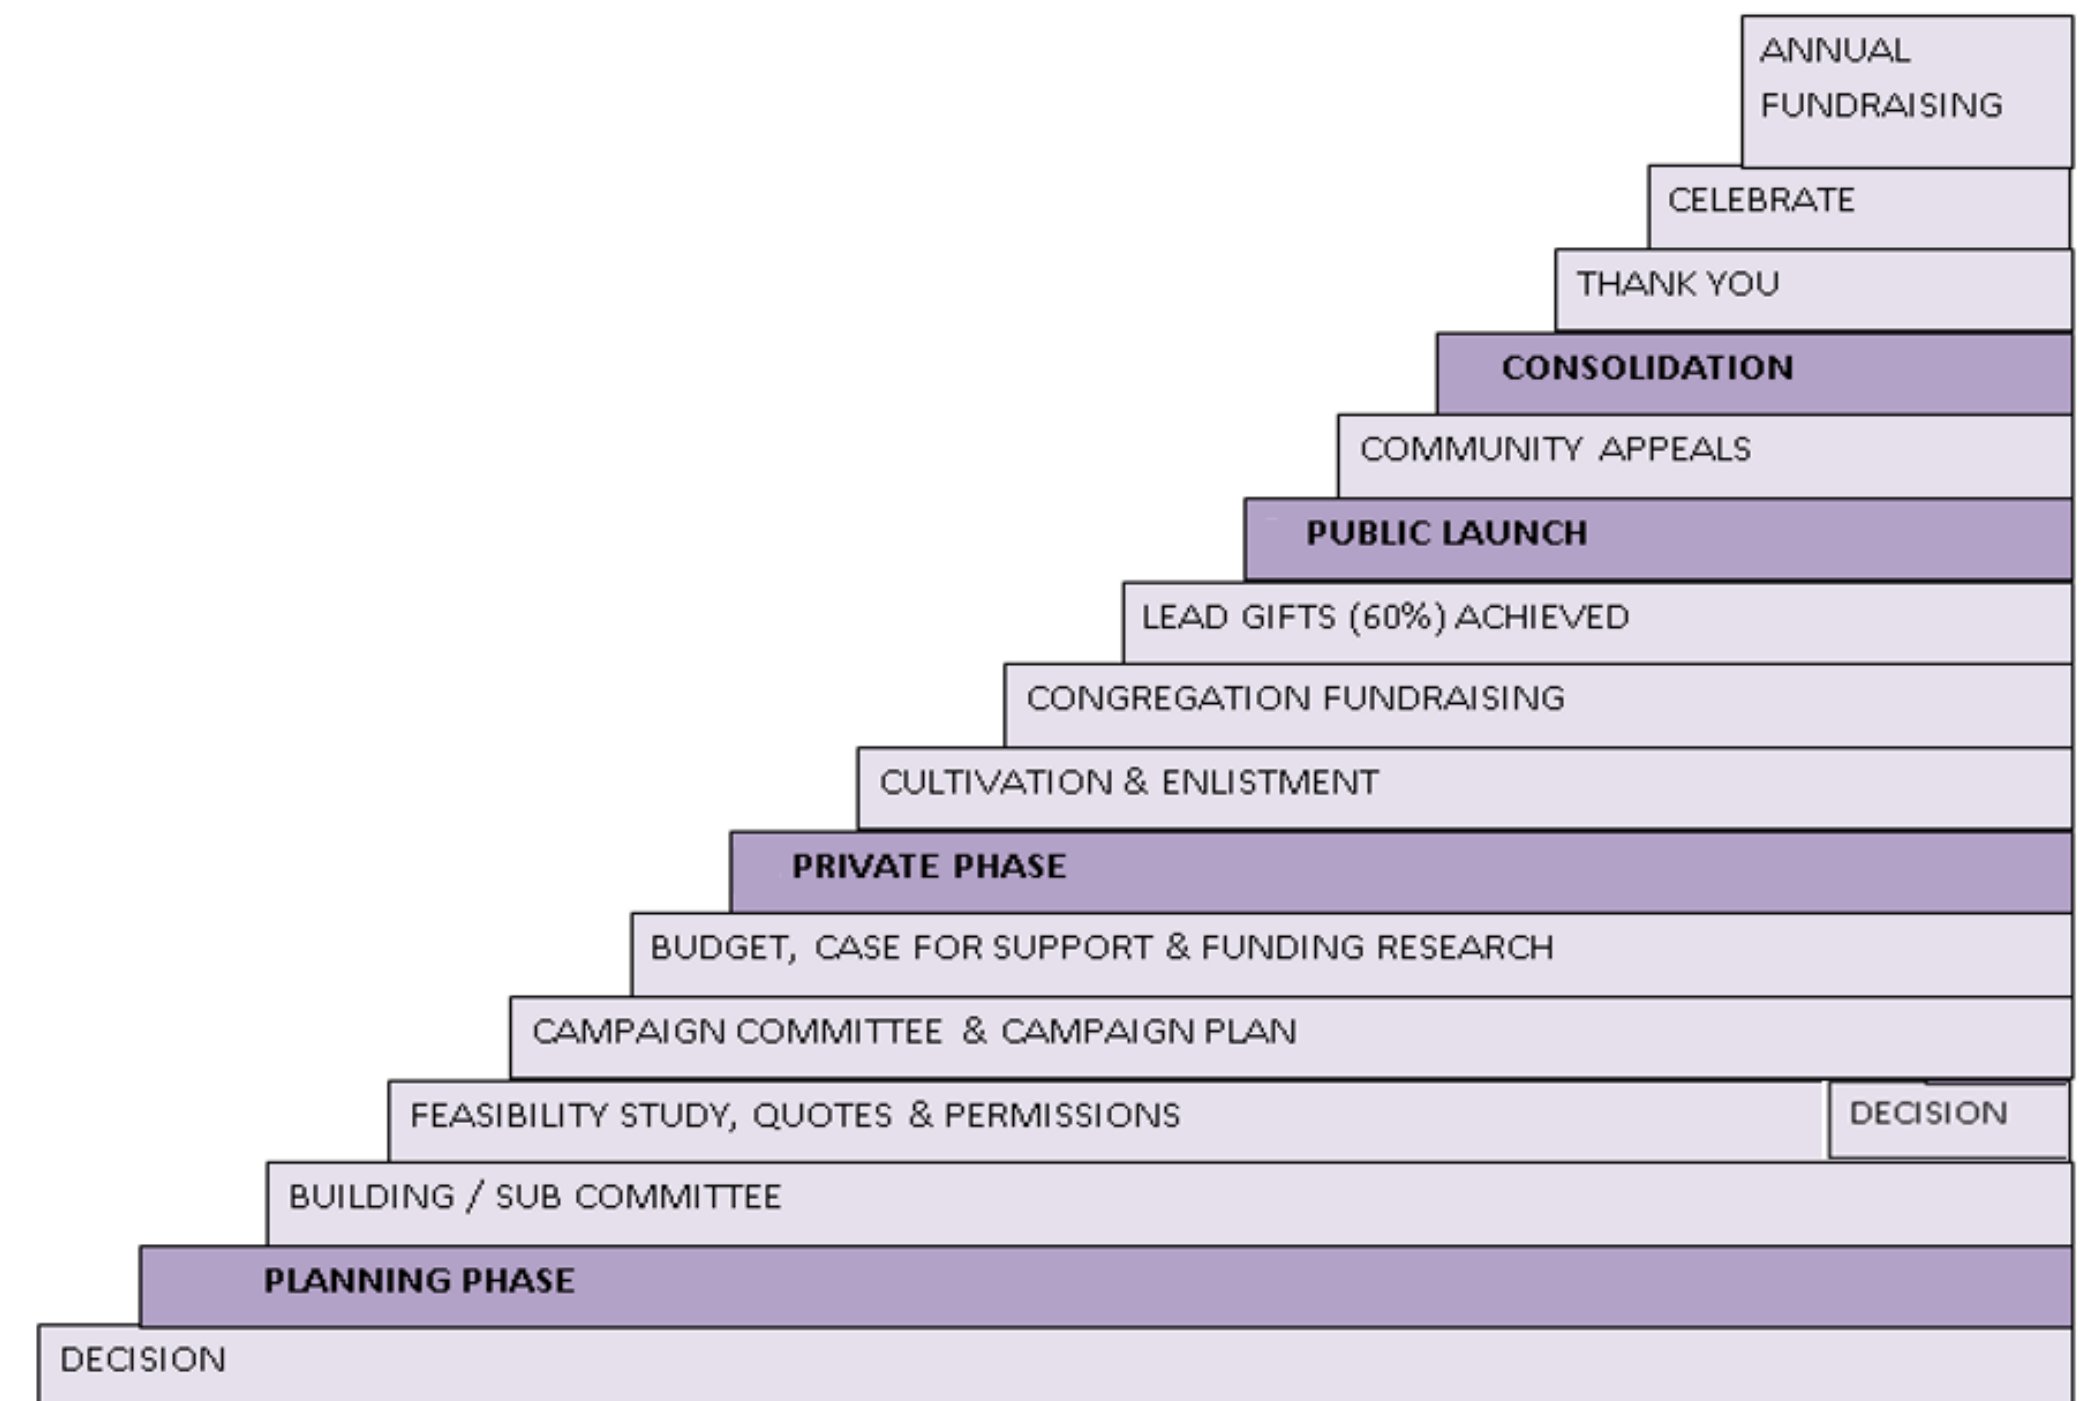 ANNUAL
FUNDRAISING
CELEBRATE
THANK YOU
CONSOLIDATION
COMMUNITY APPEALS
PUBLIC LAUNCH
LEAD GIFTS (60%) ACHIEVED
CONGREGATION FUNDRAISING
CULTIVATION & ENLISTMENT
PRIVATE PHASE
BUDGET, CASE FOR SUPPORT & FUNDING RESEARCH
CAMPAIGN COMMITTEE & CAMPAIGN PLAN
FEASIBILITY STUDY, QUOTES & PERMISSIONS
DECISION
BUILDING / SUB COMMITTEE
PLANNING PHASE
DECISION